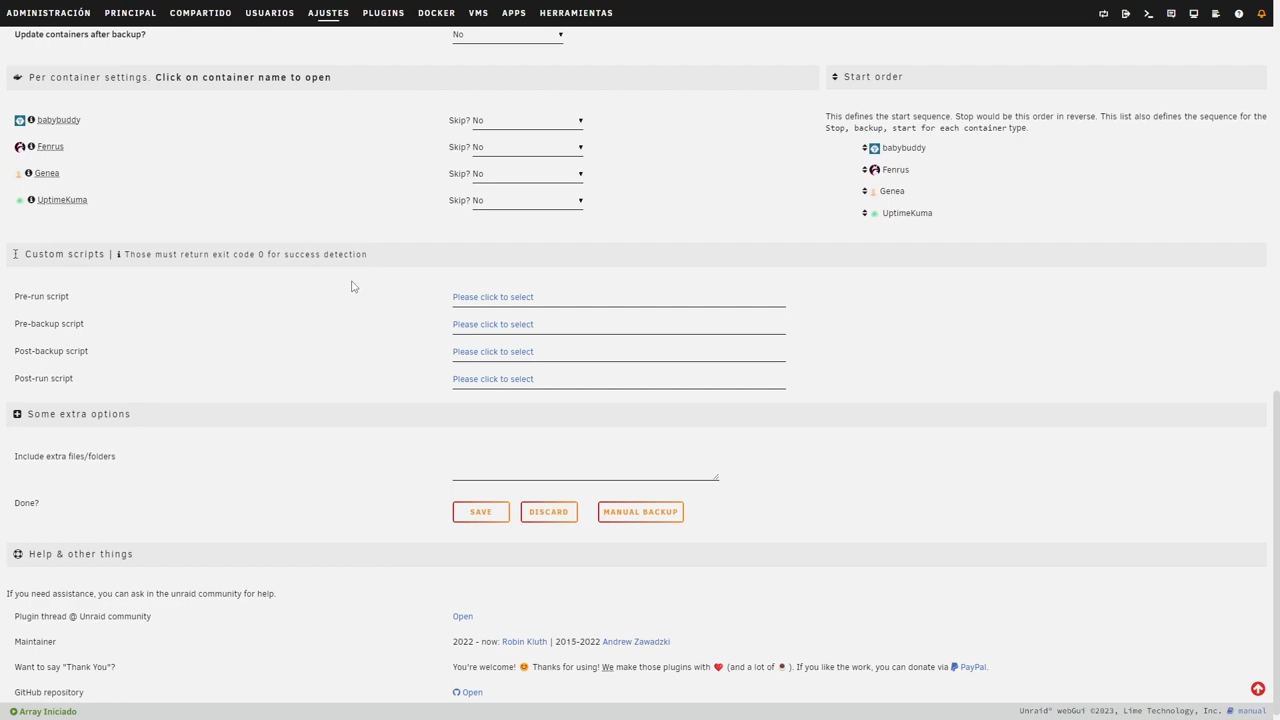 ADMINISTRACIÓN PRINCIPAL COMPARTIDO USUARIOS AJUSTES PLUGINS DOCKER VMS APPS HERRAMIENTAS
Update containers after backup? No
Per container settings. Click on container name to open
Start order
babybuddy Skip? No
Fenrus Skip? No
Genea Skip? No
UptimeKuma Skip? No
This defines the start sequence. Stop would be this order in reverse. This list also defines the sequence for the
Stop, backup, start for each container type.
babybuddy
Fenrus
Genea
UptimeKuma
Custom scripts | Those must return exit code 0 for success detection
Pre-run script Please click to select
Pre-backup script Please click to select
Post-backup script Please click to select
Post-run script Please click to select
Some extra options
Include extra files/folders
Done? SAVE DISCARD MANUAL BACKUP
Help & other things
If you need assistance, you can ask in the unraid community for help.
Plugin thread @ Unraid community Open
Maintainer 2022 - now: Robin Kluth | 2015-2022 Andrew Zawadzki
Want to say "Thank You"? You're welcome! 😊 Thanks for using! We make those plugins with ❤️ (and a lot of ☕ ). If you like the work, you can donate via PayPal.
GitHub repository Open
Array Iniciado Unraid® webGui ©2023, Lime Technology, Inc. manual